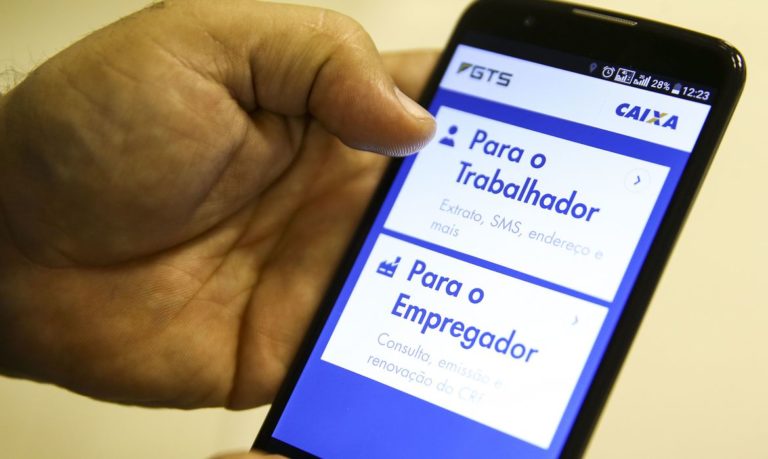 28% 12:23
FGTS
CAIXA
Para o
Trabalhador
Extrato, SMS, endereço e
mais
Para o
Empregador
Consulta, emissão e
renovação do CRF